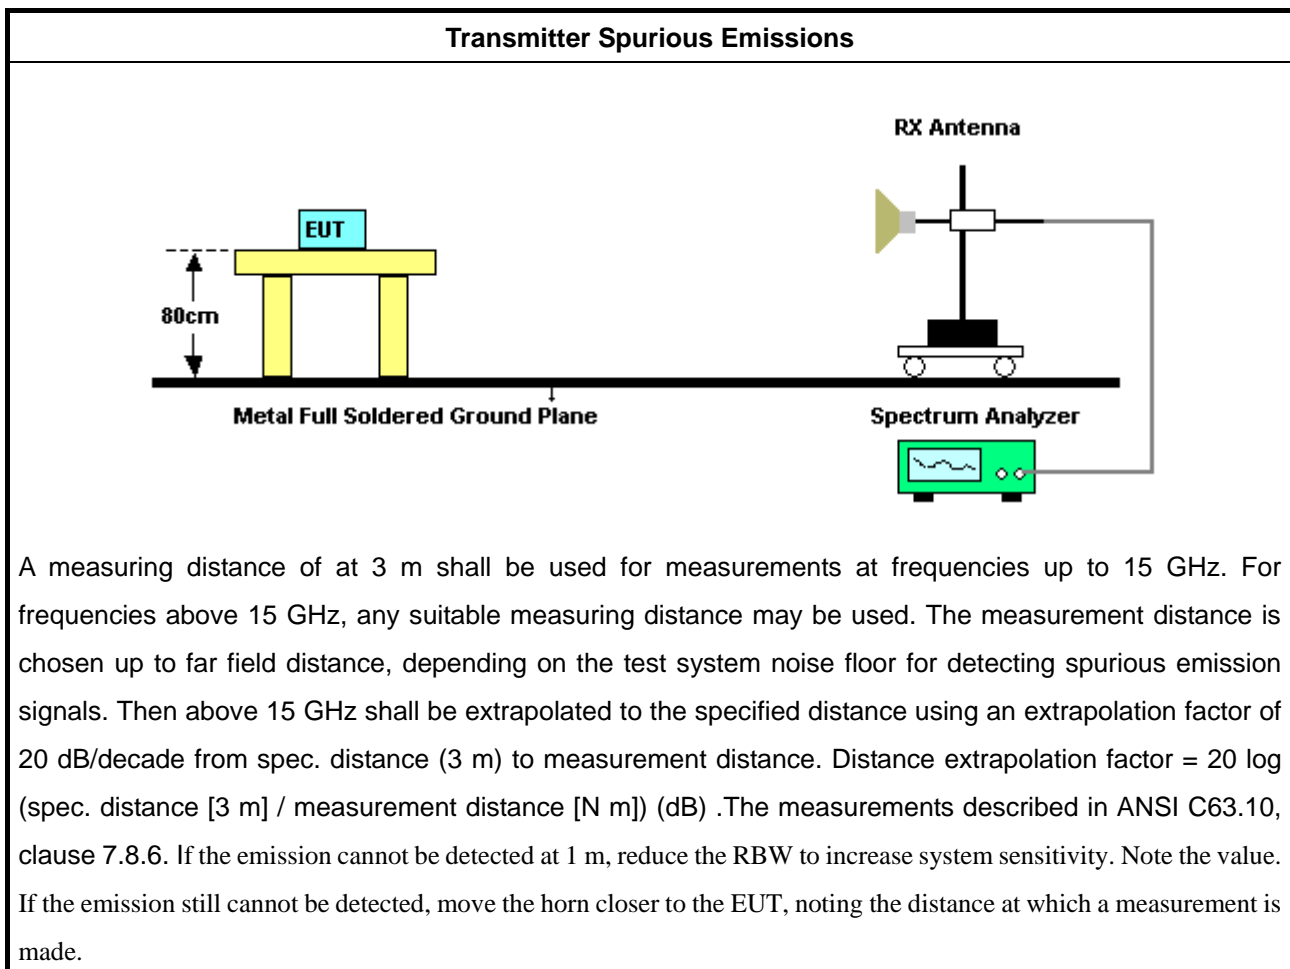 Transmitter Spurious Emissions
RX Antenna
EUT
80cm
Metal Full Soldered Ground Plane
Spectrum Analyzer
A measuring distance of at 3 m shall be used for measurements at frequencies up to 15 GHz. For
frequencies above 15 GHz, any suitable measuring distance may be used. The measurement distance is
chosen up to far field distance, depending on the test system noise floor for detecting spurious emission
signals. Then above 15 GHz shall be extrapolated to the specified distance using an extrapolation factor of
20 dB/decade from spec. distance (3 m) to measurement distance. Distance extrapolation factor = 20 log
(spec. distance [3 m] / measurement distance [N m]) (dB) .The measurements described in ANSI C63.10,
clause 7.8.6. If the emission cannot be detected at 1 m, reduce the RBW to increase system sensitivity. Note the value.
If the emission still cannot be detected, move the horn closer to the EUT, noting the distance at which a measurement is
made.